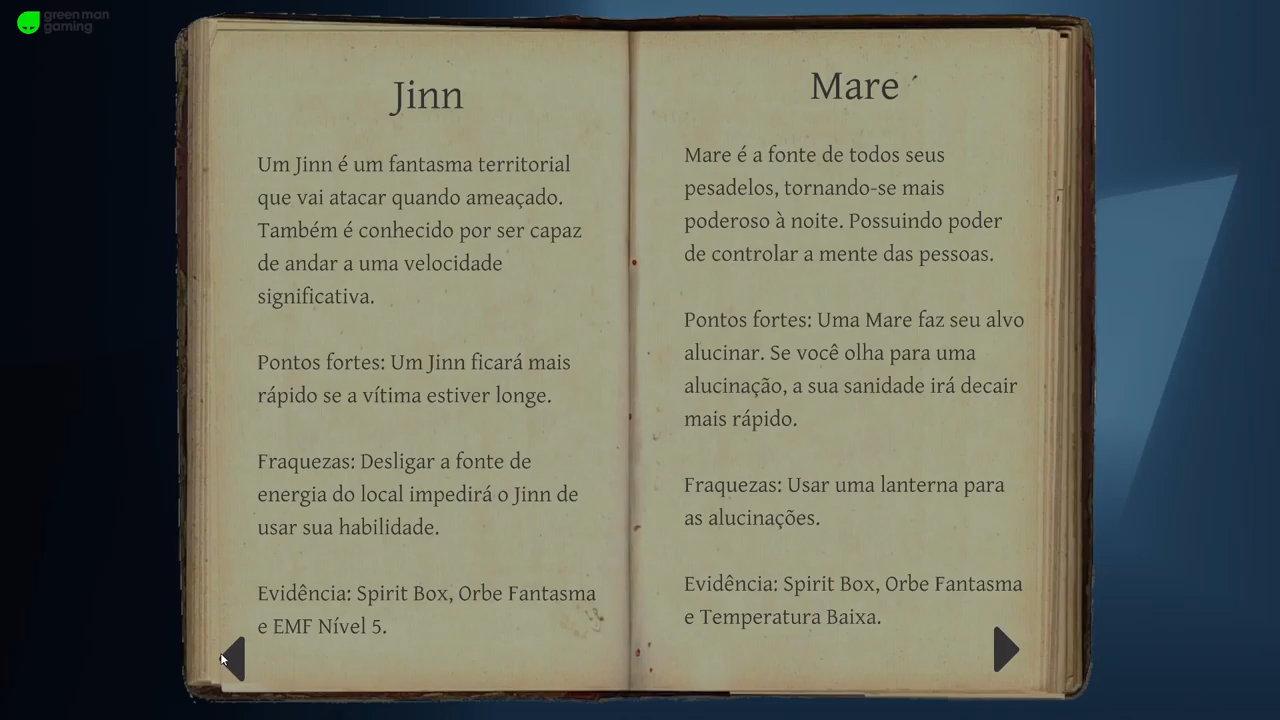 green man
gaming
Jinn
Um Jinn é um fantasma territorial
que vai atacar quando ameaçado.
Também é conhecido por ser capaz
de andar a uma velocidade
significativa.
Pontos fortes: Um Jinn ficará mais
rápido se a vítima estiver longe.
Fraquezas: Desligar a fonte de
energia do local impedirá o Jinn de
usar sua habilidade.
Evidência: Spirit Box, Orbe Fantasma
e EMF Nível 5.
Mare
Mare é a fonte de todos seus
pesadelos, tornando-se mais
poderoso à noite. Possuindo poder
de controlar a mente das pessoas.
Pontos fortes: Uma Mare faz seu alvo
alucinar. Se você olha para uma
alucinação, a sua sanidade irá decair
mais rápido.
Fraquezas: Usar uma lanterna para
as alucinações.
Evidência: Spirit Box, Orbe Fantasma
e Temperatura Baixa.